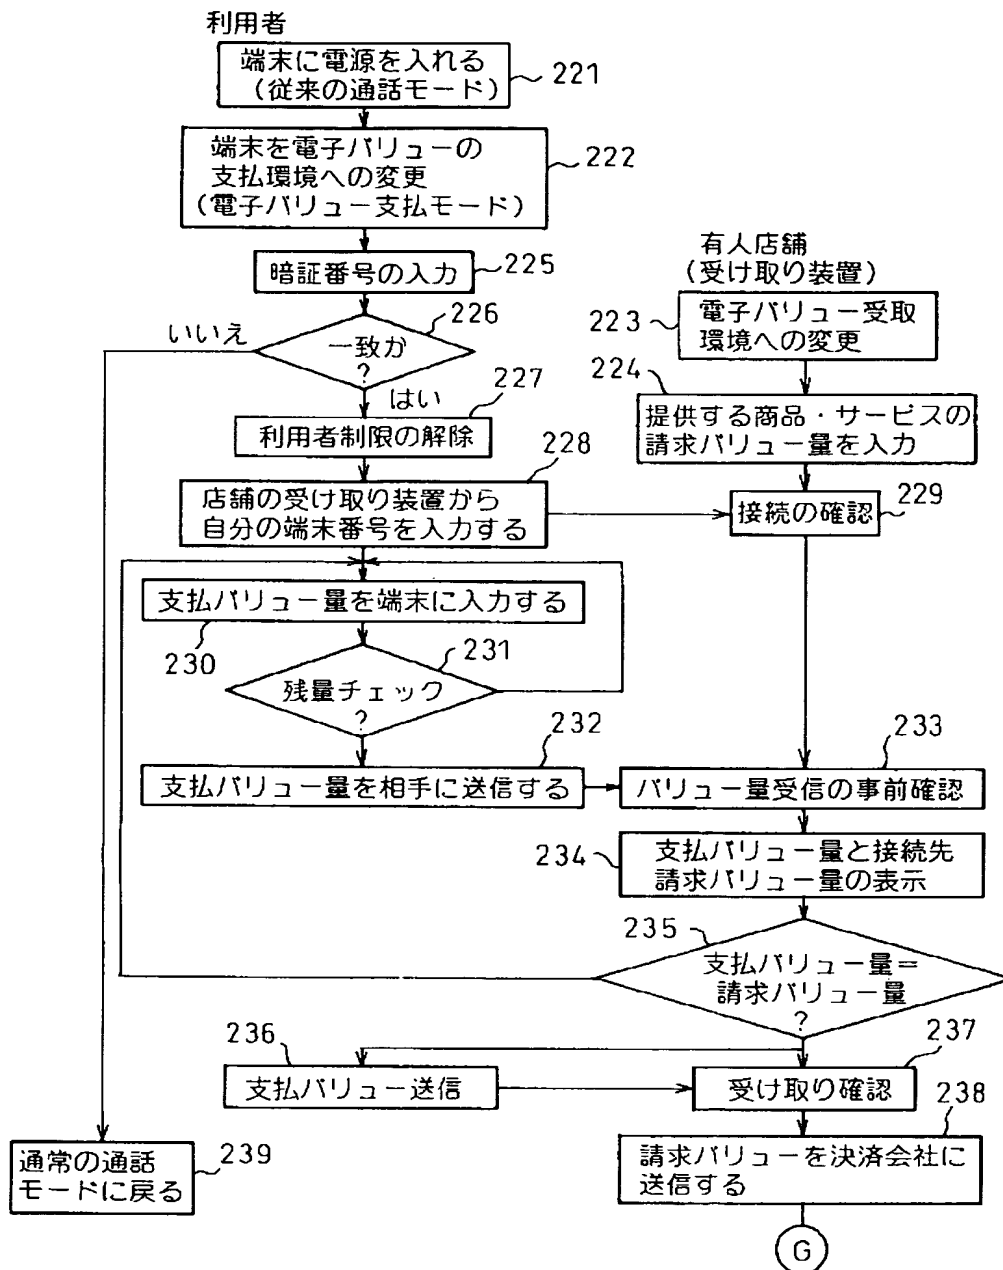 利用者
端末に電源を入れる
(従来の通話モード)
221
端末を電子バリューの
支払環境への変更
(電子バリュー支払モード)
222
暗証番号の入力
225
有人店舗
(受け取り装置)
223
電子バリュー受取
環境への変更
226
いいえ
一致か
?
はい
227
利用者制限の解除
224
提供する商品・サービスの
請求バリュー量を入力
228
店舗の受け取り装置から
自分の端末番号を入力する
接続の確認
229
支払バリュー量を端末に入力する
230
231
残量チェック
?
232
支払バリュー量を相手に送信する
233
バリュー量受信の事前確認
234
支払バリュー量と接続先
請求バリュー量の表示
235
支払バリュー量=
請求バリュー量
?
236
支払バリュー送信
237
受け取り確認
238
請求バリューを決済会社に
送信する
通常の通話
モードに戻る
239
G